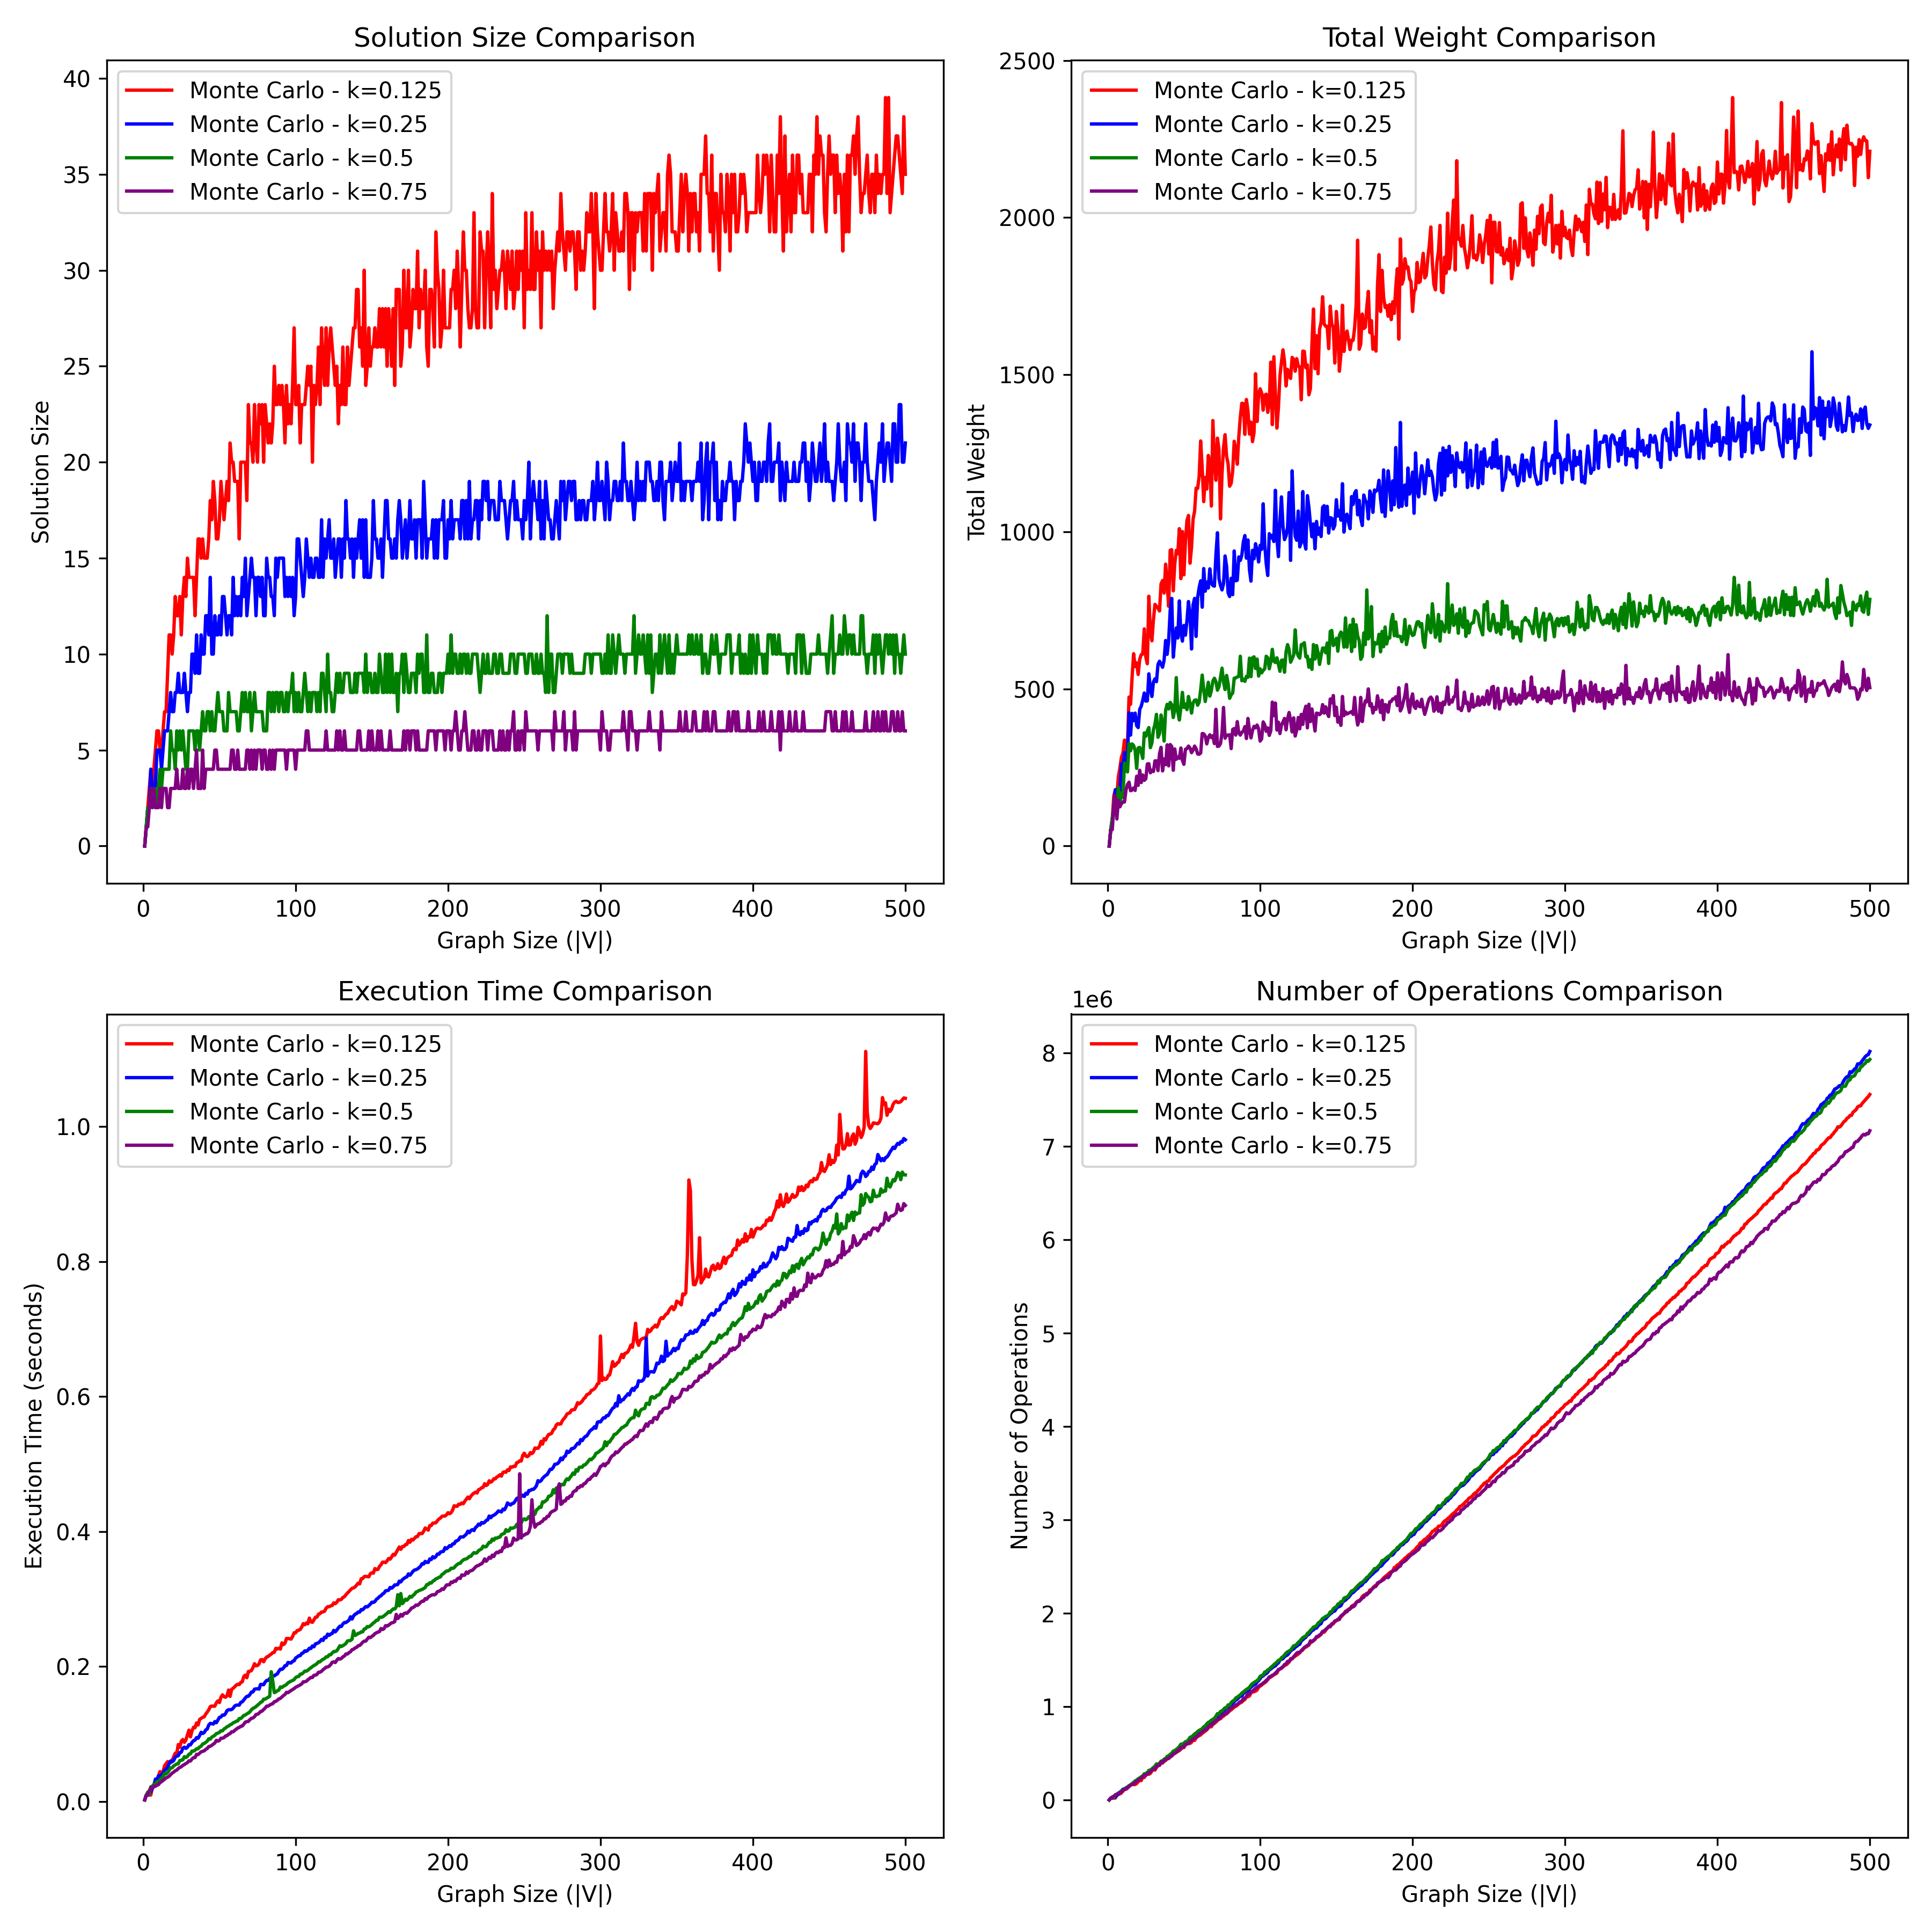 Solution Size Comparison
Monte Carlo - k=0.125
Monte Carlo - k=0.25
Monte Carlo - k=0.5
Monte Carlo - k=0.75
Solution Size
40
35
30
25
20
15
10
5
0
0 100 200 300 400 500
Graph Size (|V|)
Total Weight Comparison
Monte Carlo - k=0.125
Monte Carlo - k=0.25
Monte Carlo - k=0.5
Monte Carlo - k=0.75
Total Weight
2500
2000
1500
1000
500
0
0 100 200 300 400 500
Graph Size (|V|)
Execution Time Comparison
Monte Carlo - k=0.125
Monte Carlo - k=0.25
Monte Carlo - k=0.5
Monte Carlo - k=0.75
Execution Time (seconds)
1.0
0.8
0.6
0.4
0.2
0.0
0 100 200 300 400 500
Graph Size (|V|)
Number of Operations Comparison
1e6
Monte Carlo - k=0.125
Monte Carlo - k=0.25
Monte Carlo - k=0.5
Monte Carlo - k=0.75
Number of Operations
8
7
6
5
4
3
2
1
0
0 100 200 300 400 500
Graph Size (|V|)